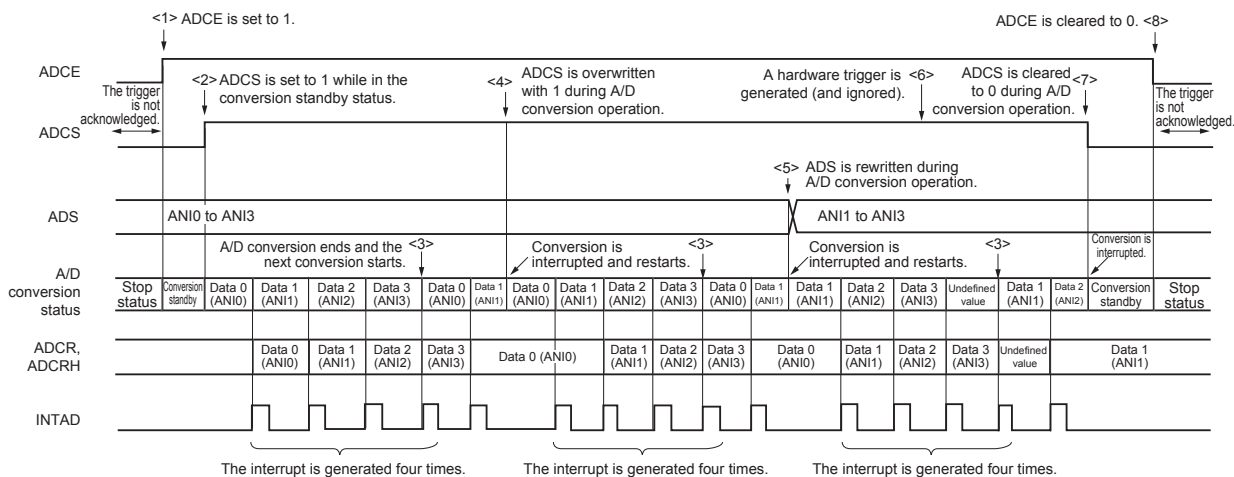 <1> ADCE is set to 1.
ADCE is cleared to 0. <8>
ADCE
The trigger
is not
acknowledged.
<2> ADCS is set to 1 while in the
conversion standby status.
<4> ADCS is overwritten
with 1 during A/D
conversion operation.
A hardware trigger is <6>
generated (and ignored).
ADCS is cleared <7>
to 0 during A/D
conversion operation.
The trigger
is not
acknowledged.
ADCS
<5> ADS is rewritten during
A/D conversion operation.
ADS
ANI0 to ANI3
ANI1 to ANI3
A/D conversion ends and the <3>
next conversion starts.
Conversion is
interrupted and restarts.
<3>
Conversion is
interrupted and restarts.
<3>
Conversion is
interrupted.
A/D
conversion
status
Stop
status
Conversion
standby
Data 0
(ANI0)
Data 1
(ANI1)
Data 2
(ANI2)
Data 3
(ANI3)
Data 0
(ANI0)
Data 1
(ANI1)
Data 0
(ANI0)
Data 1
(ANI1)
Data 2
(ANI2)
Data 3
(ANI3)
Data 0
(ANI0)
Data 1
(ANI1)
Data 1
(ANI1)
Data 2
(ANI2)
Data 3
(ANI3)
Undefined
value
Data 1
(ANI1)
Data 2
(ANI2)
Conversion
standby
Stop
status
ADCR,
ADCRH
Data 0
(ANI0)
Data 1
(ANI1)
Data 2
(ANI2)
Data 3
(ANI3)
Data 0 (ANI0)
Data 1
(ANI1)
Data 2
(ANI2)
Data 3
(ANI3)
Data 0
(ANI0)
Data 1
(ANI1)
Data 2
(ANI2)
Data 3
(ANI3)
Undefined
value
Data 1
(ANI1)
INTAD
The interrupt is generated four times.
The interrupt is generated four times.
The interrupt is generated four times.